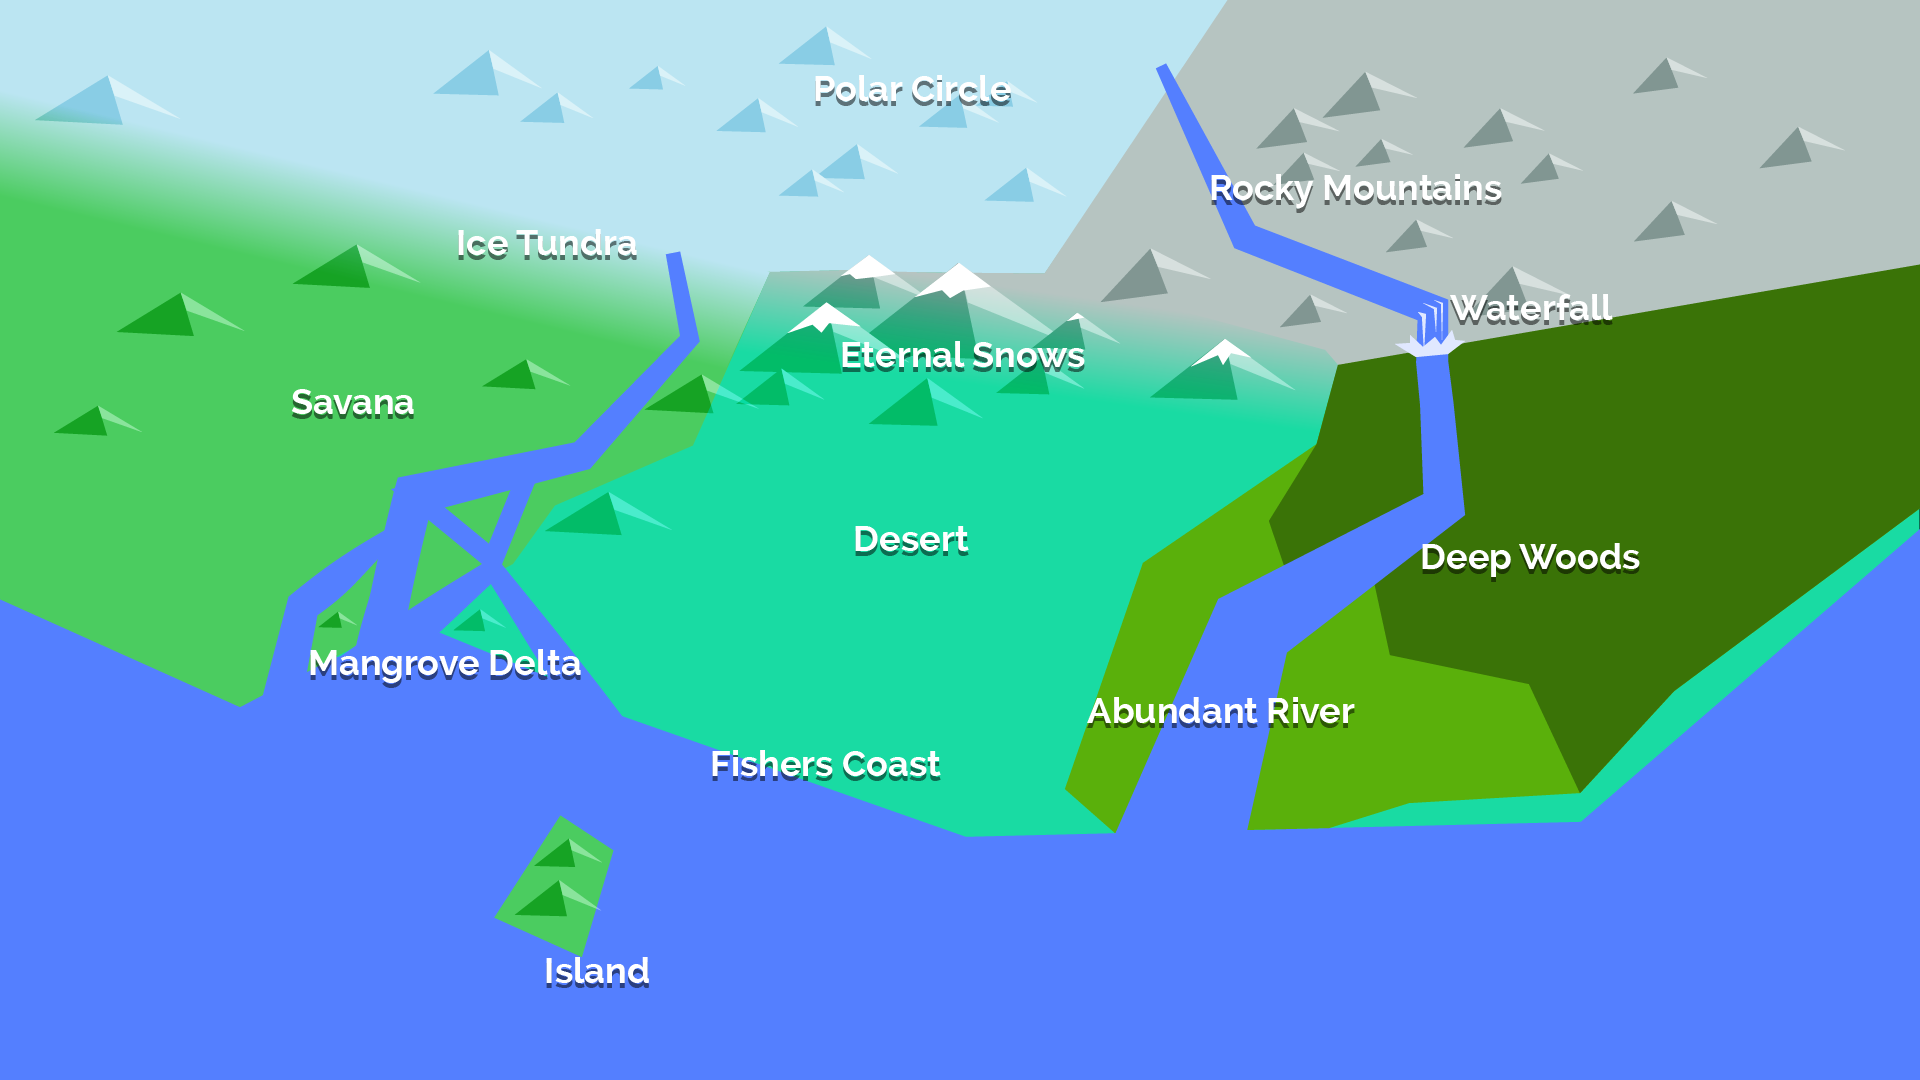 Polar Circle
Rocky Mountains
Ice Tundra
Waterfall
Eternal Snows
Savana
Desert
Deep Woods
Mangrove Delta
Abundant River
Fishers Coast
Island